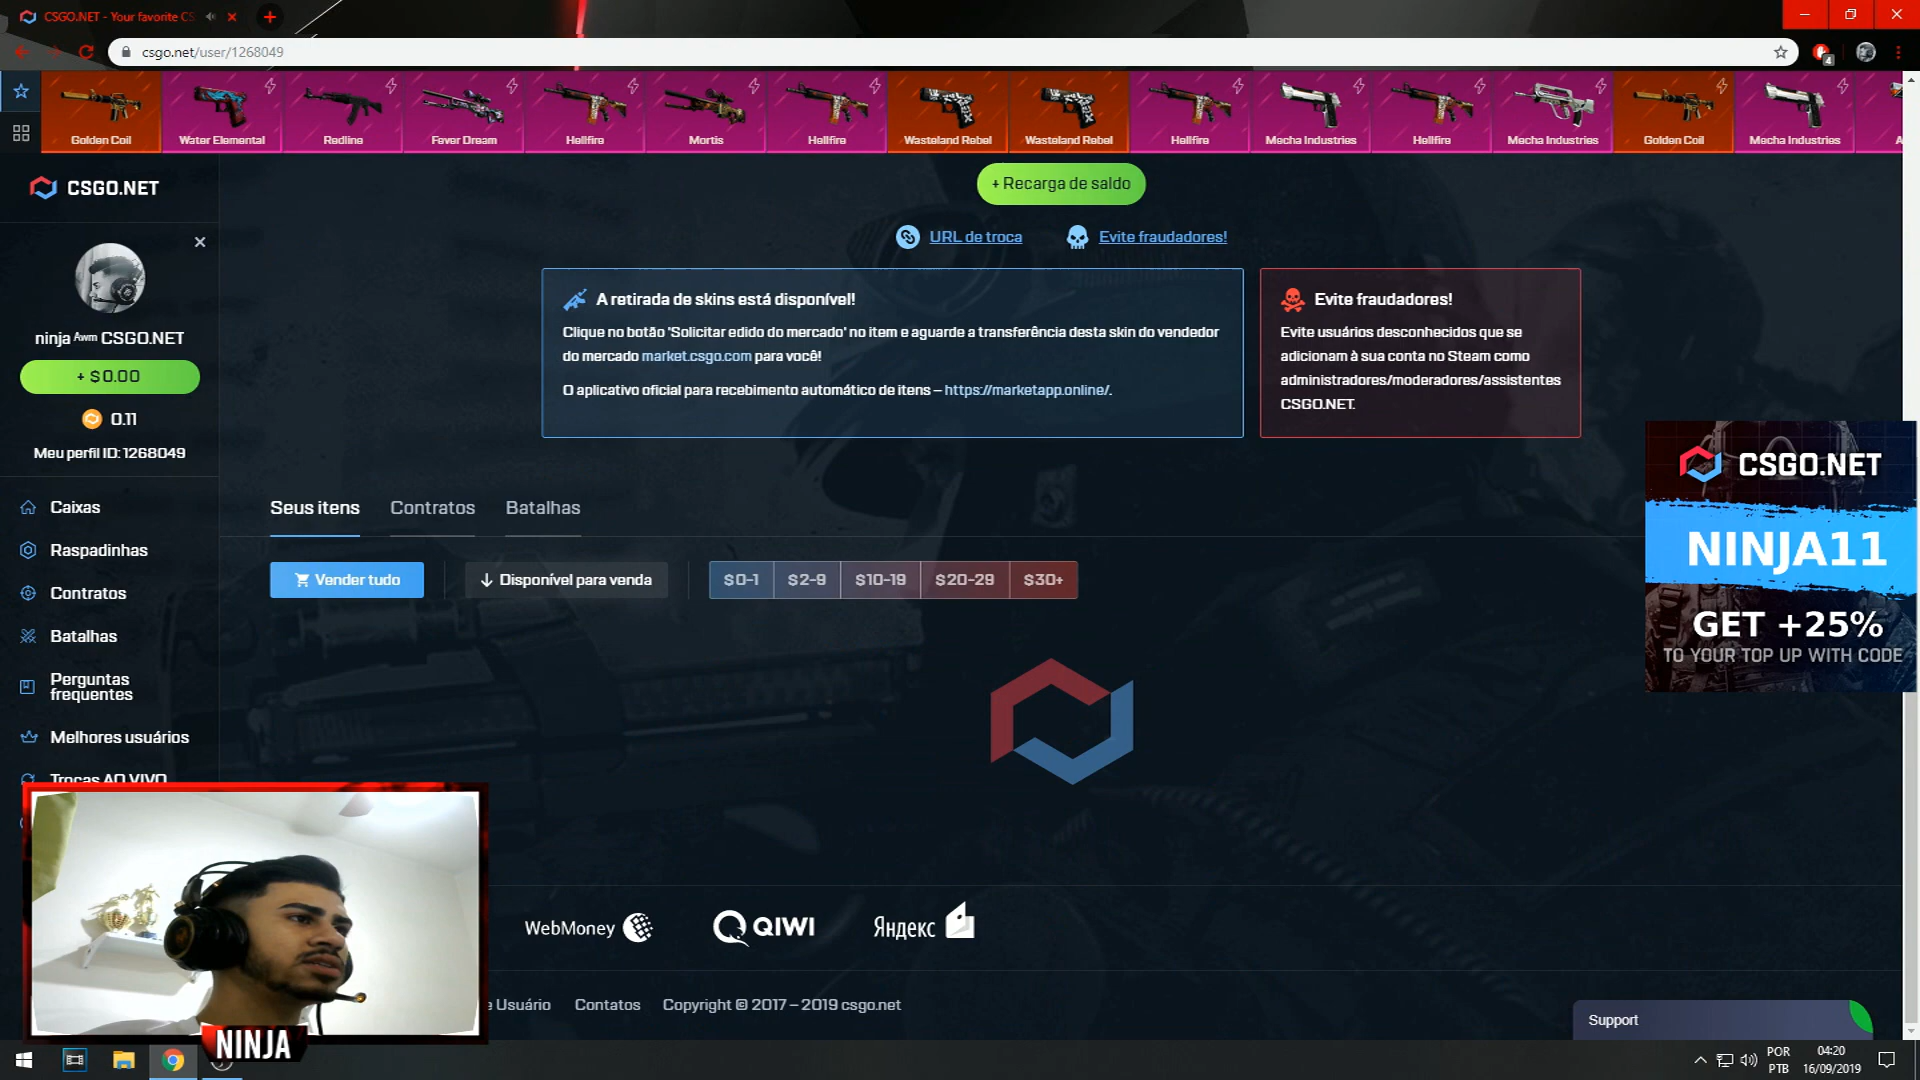 CSGO.NET - Your favorite CS
csgo.net/user/1268049
4
Golden Coil
Water Elemental
Redline
Fever Dream
Hellfire
Mortis
Hellfire
Wasteland Rebel
Wasteland Rebel
Hellfire
Mecha Industries
Hellfire
Mecha Industries
Golden Coil
Mecha Industries
A
CSGO.NET
+ Recarga de saldo
URL de troca
Evite fraudadores!
ninja ᴬʷᵐ CSGO.NET
+ $0.00
0.11
Meu perfil ID: 1268049
A retirada de skins está disponível!
Clique no botão 'Solicitar edido do mercado' no item e aguarde a transferência desta skin do vendedor
do mercado market.csgo.com para você!
O aplicativo oficial para recebimento automático de itens – https://marketapp.online/.
Evite fraudadores!
Evite usuários desconhecidos que se
adicionam à sua conta no Steam como
administradores/moderadores/assistentes
CSGO.NET.
Caixas
Raspadinhas
Contratos
Batalhas
Perguntas
frequentes
Melhores usuários
Trocas AO VIVO
Seus itens
Contratos
Batalhas
Vender tudo
Disponível para venda
$0-1
$2-9
$10-19
$20-29
$30+
CSGO.NET
NINJA11
GET +25%
TO YOUR TOP UP WITH CODE
WebMoney
QIWI
Яндекс
e Usuário
Contatos
Copyright © 2017 – 2019 csgo.net
Support
NINJA
POR
PTB
04:20
16/09/2019